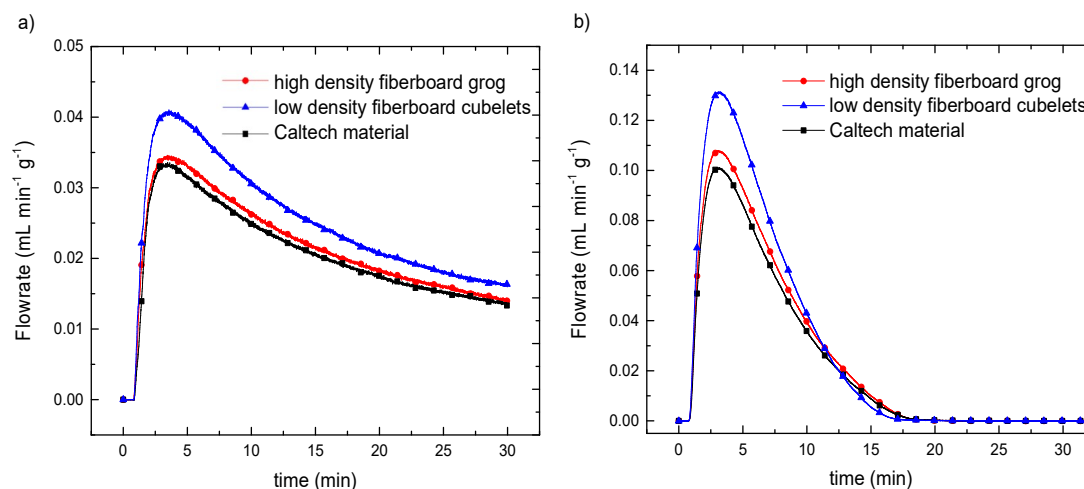 a)
0.05
0.04
0.03
0.02
0.01
0.00
Flowrate (mL min⁻¹ g⁻¹)
high density fiberboard grog
low density fiberboard cubelets
Caltech material
0 5 10 15 20 25 30
time (min)
b)
0.14
0.12
0.10
0.08
0.06
0.04
0.02
0.00
Flowrate (mL min⁻¹ g⁻¹)
high density fiberboard grog
low density fiberboard cubelets
Caltech material
0 5 10 15 20 25 30
time (min)